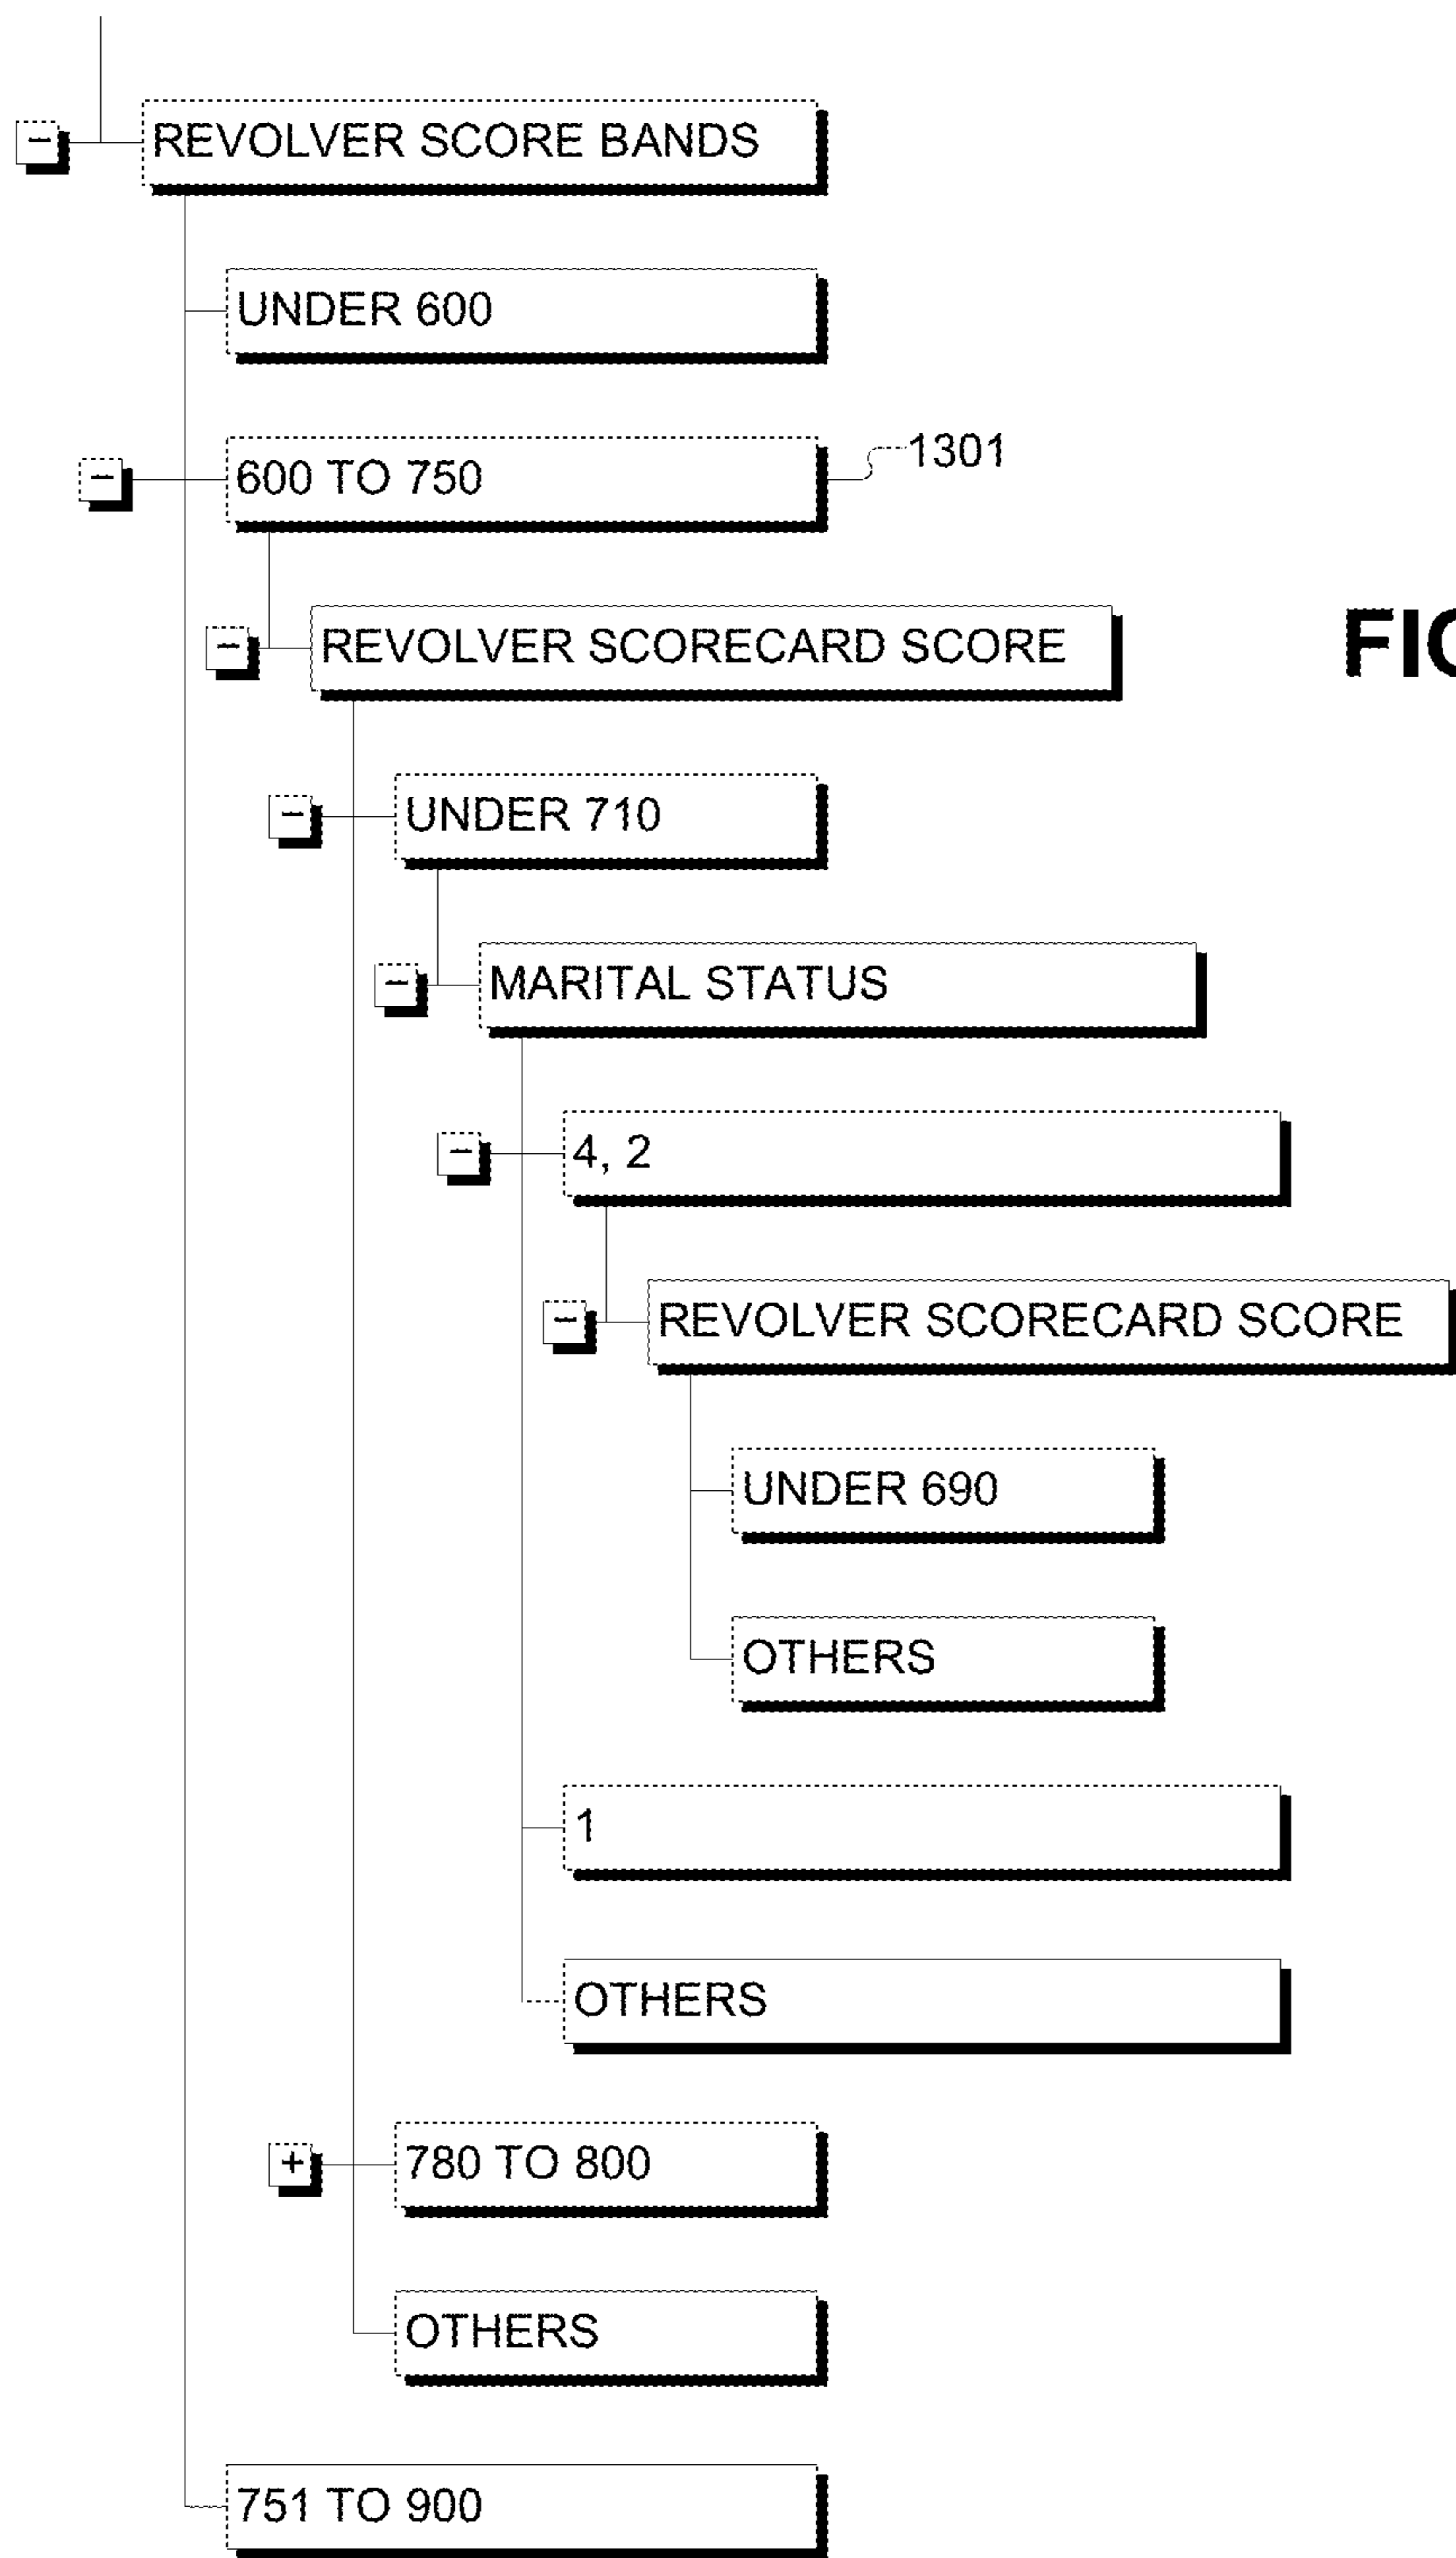 REVOLVER SCORE BANDS
UNDER 600
600 TO 750
1301
REVOLVER SCORECARD SCORE
UNDER 710
MARITAL STATUS
4, 2
REVOLVER SCORECARD SCORE
UNDER 690
OTHERS
1
OTHERS
780 TO 800
OTHERS
751 TO 900